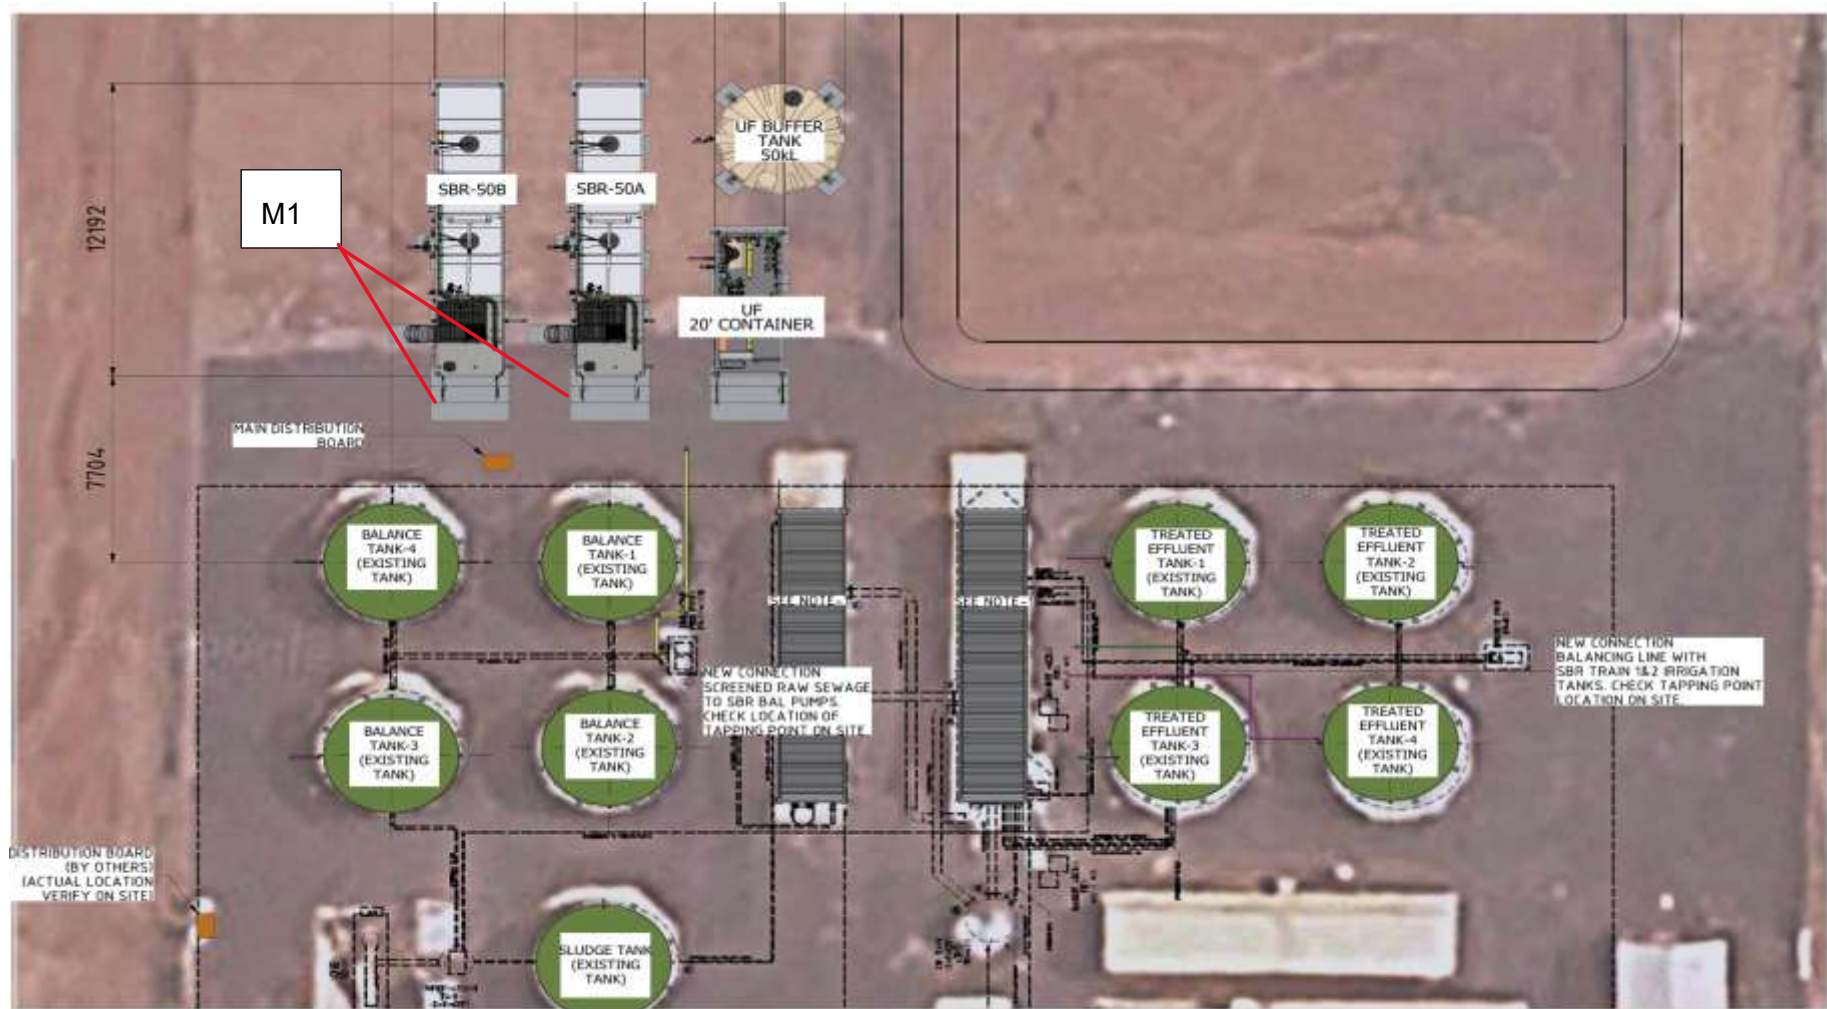 UF BUFFER
TANK
50kL
SBR-50B
SBR-50A
M1
12192
UF
20' CONTAINER
MAIN DISTRIBUTION
BOARD
7704
BALANCE
TANK-4
(EXISTING
TANK)
BALANCE
TANK-1
(EXISTING
TANK)
TREATED
EFFLUENT
TANK-1
(EXISTING
TANK)
TREATED
EFFLUENT
TANK-2
(EXISTING
TANK)
SEE NOTE-
SEE NOTE-
NEW CONNECTION
SCREENED RAW SEWAGE
TO SBR BAL PUMPS.
CHECK LOCATION OF
TAPPING POINT ON SITE
NEW CONNECTION
BALANCING LINE WITH
SBR TRAIN 1&2 IRRIGATION
TANKS. CHECK TAPPING POINT
LOCATION ON SITE.
BALANCE
TANK-3
(EXISTING
TANK)
BALANCE
TANK-2
(EXISTING
TANK)
TREATED
EFFLUENT
TANK-3
(EXISTING
TANK)
TREATED
EFFLUENT
TANK-4
(EXISTING
TANK)
DISTRIBUTION BOARD
(BY OTHERS)
(ACTUAL LOCATION
VERIFY ON SITE)
SLUDGE TANK
(EXISTING
TANK)